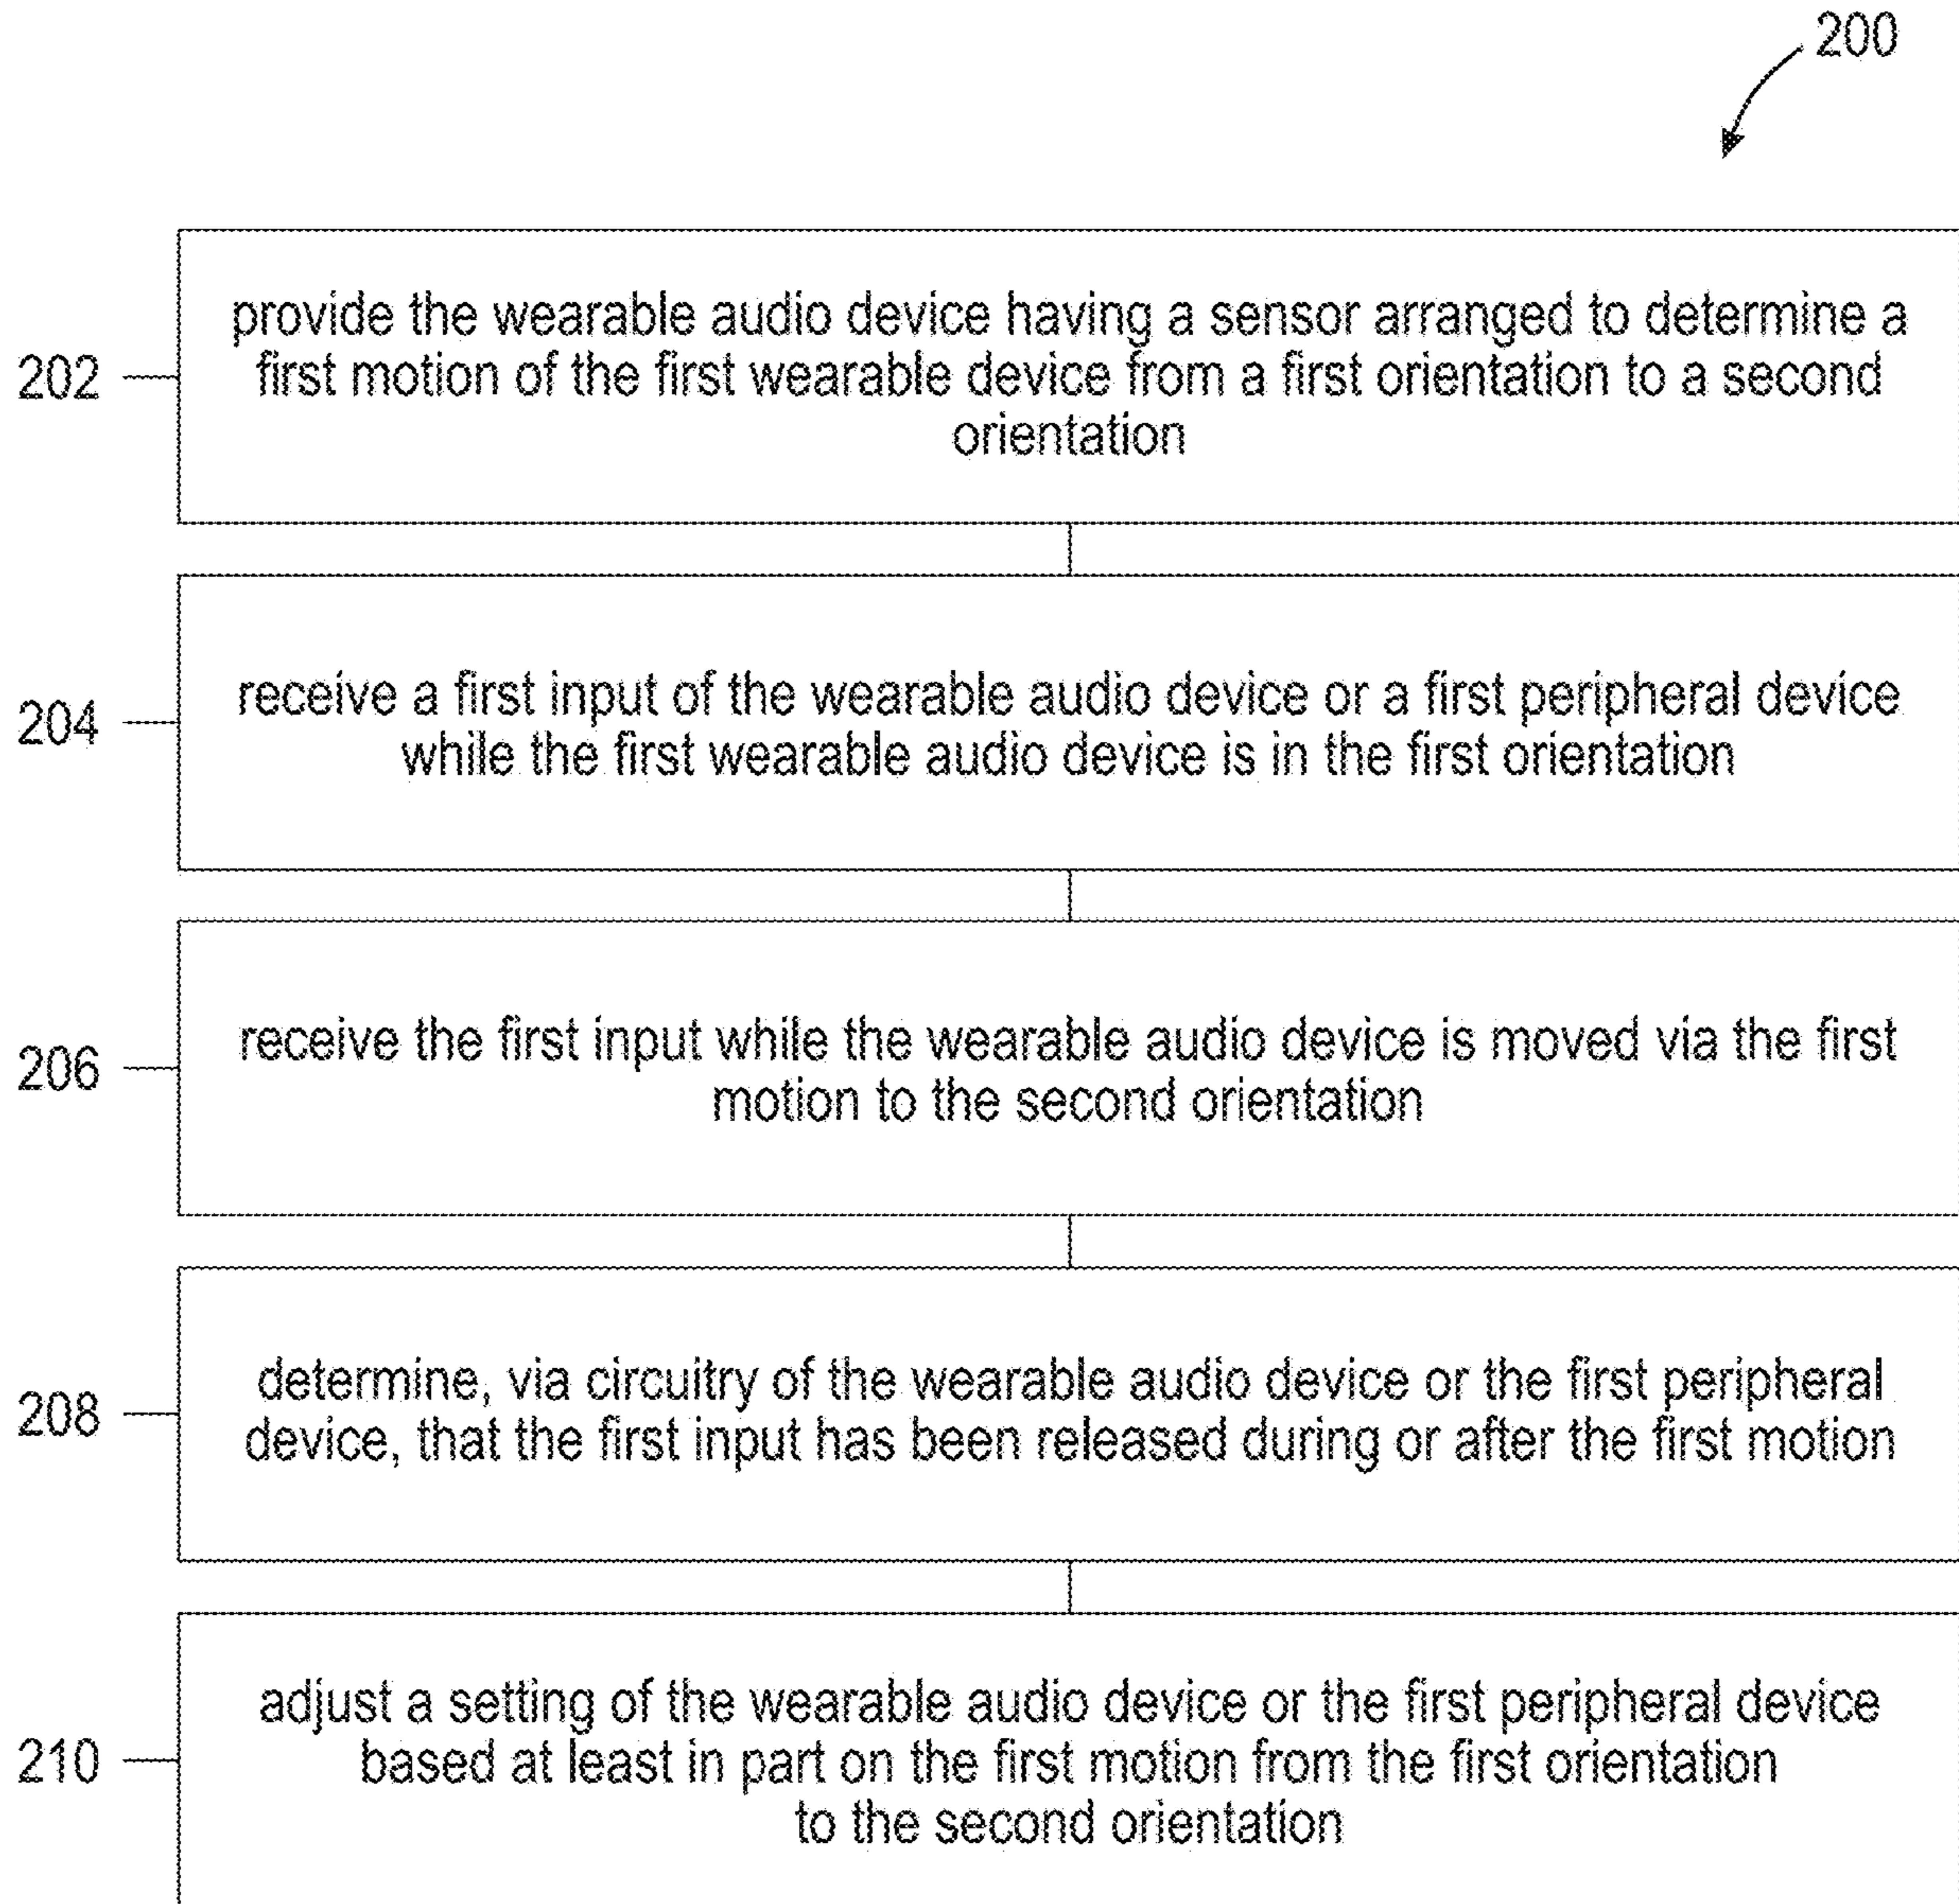 200
202
provide the wearable audio device having a sensor arranged to determine a
first motion of the first wearable device from a first orientation to a second
orientation
204
receive a first input of the wearable audio device or a first peripheral device
while the first wearable audio device is in the first orientation
206
receive the first input while the wearable audio device is moved via the first
motion to the second orientation
208
determine, via circuitry of the wearable audio device or the first peripheral
device, that the first input has been released during or after the first motion
210
adjust a setting of the wearable audio device or the first peripheral device
based at least in part on the first motion from the first orientation
to the second orientation